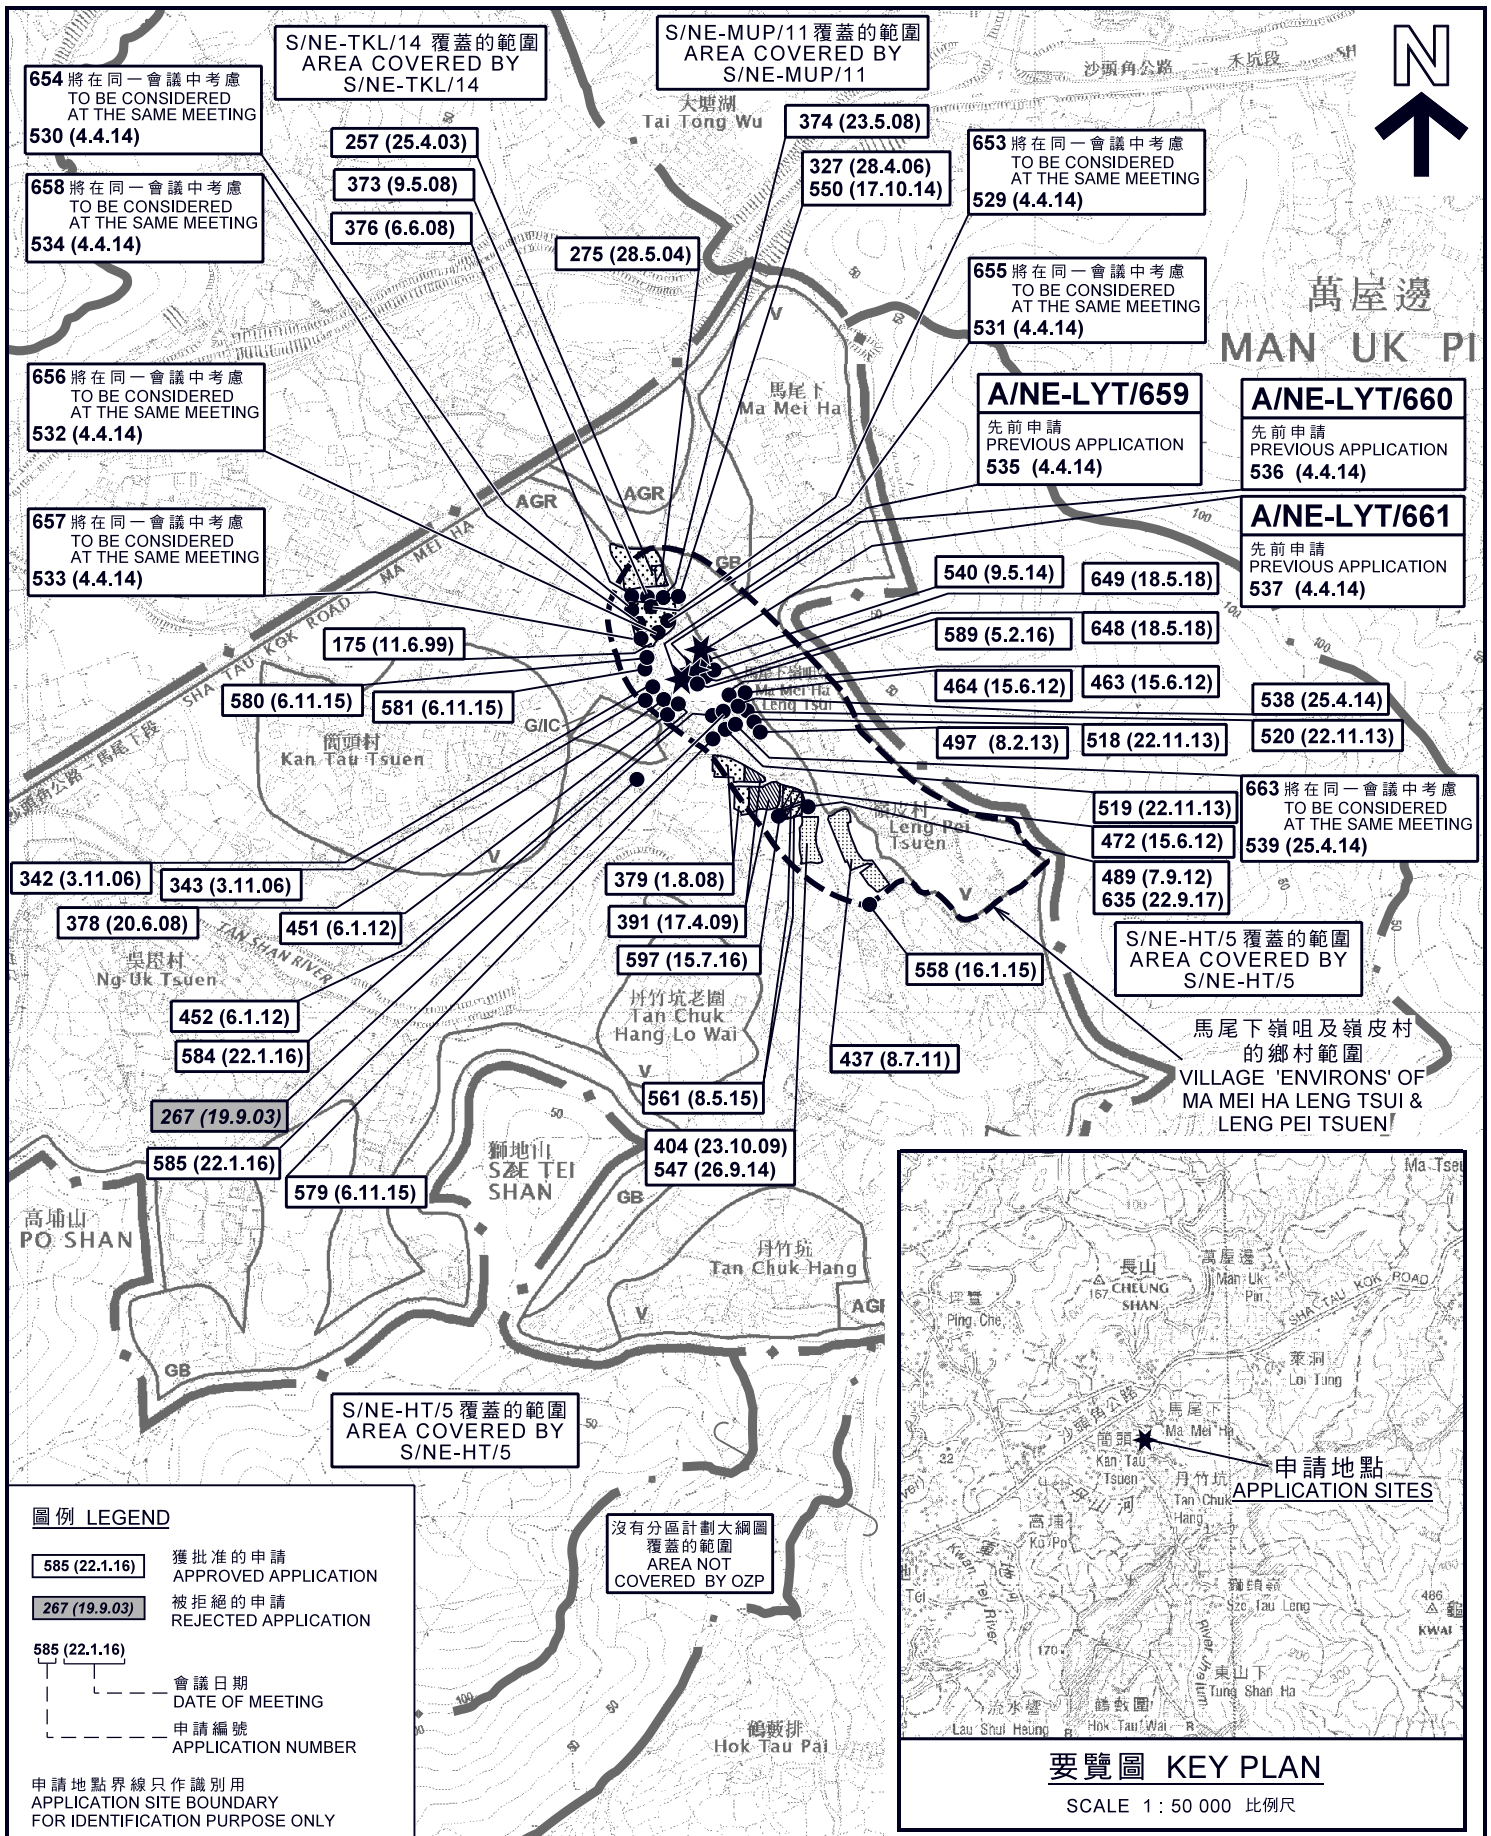 S/NE-TKL/14 覆蓋的範圍
AREA COVERED BY
S/NE-TKL/14
S/NE-MUP/11 覆蓋的範圍
AREA COVERED BY
S/NE-MUP/11
N
沙頭角公路 -- 禾坑段
大塘湖
Tai Tong Wu
654 將在同一會議中考慮
TO BE CONSIDERED
AT THE SAME MEETING
530 (4.4.14)
658 將在同一會議中考慮
TO BE CONSIDERED
AT THE SAME MEETING
534 (4.4.14)
257 (25.4.03)
373 (9.5.08)
376 (6.6.08)
275 (28.5.04)
374 (23.5.08)
327 (28.4.06)
550 (17.10.14)
653 將在同一會議中考慮
TO BE CONSIDERED
AT THE SAME MEETING
529 (4.4.14)
655 將在同一會議中考慮
TO BE CONSIDERED
AT THE SAME MEETING
531 (4.4.14)
萬屋邊
MAN UK PI
656 將在同一會議中考慮
TO BE CONSIDERED
AT THE SAME MEETING
532 (4.4.14)
657 將在同一會議中考慮
TO BE CONSIDERED
AT THE SAME MEETING
533 (4.4.14)
馬尾下
Ma Mei Ha
V
A/NE-LYT/659
先前申請
PREVIOUS APPLICATION
535 (4.4.14)
A/NE-LYT/660
先前申請
PREVIOUS APPLICATION
536 (4.4.14)
A/NE-LYT/661
先前申請
PREVIOUS APPLICATION
537 (4.4.14)
AGR
AGR
GB
SHA TAU KOK ROAD
MA MEI HA
沙頭角公路 - 馬尾下段
540 (9.5.14)
649 (18.5.18)
589 (5.2.16)
648 (18.5.18)
464 (15.6.12)
463 (15.6.12)
538 (25.4.14)
497 (8.2.13)
518 (22.11.13)
520 (22.11.13)
175 (11.6.99)
580 (6.11.15)
581 (6.11.15)
G/IC
簡頭村
Kan Tau Tsuen
V
馬尾下嶺咀
Ma Mei Ha
Leng Tsui
嶺皮村
Leng Pei
Tsuen
V
519 (22.11.13)
472 (15.6.12)
489 (7.9.12)
635 (22.9.17)
663 將在同一會議中考慮
TO BE CONSIDERED
AT THE SAME MEETING
539 (25.4.14)
342 (3.11.06)
343 (3.11.06)
378 (20.6.08)
451 (6.1.12)
TAN SHAN RIVER
吳屋村
Ng Uk Tsuen
379 (1.8.08)
391 (17.4.09)
597 (15.7.16)
558 (16.1.15)
S/NE-HT/5 覆蓋的範圍
AREA COVERED BY
S/NE-HT/5
丹竹坑老圍
Tan Chuk
Hang Lo Wai
V
452 (6.1.12)
584 (22.1.16)
437 (8.7.11)
馬尾下嶺咀及嶺皮村
的鄉村範圍
VILLAGE 'ENVIRONS' OF
MA MEI HA LENG TSUI &
LENG PEI TSUEN
267 (19.9.03)
561 (8.5.15)
585 (22.1.16)
579 (6.11.15)
404 (23.10.09)
547 (26.9.14)
獅地山
SZE TEI
SHAN
GB
高埔山
PO SHAN
丹竹坑
Tan Chuk Hang
V
AGR
GB
S/NE-HT/5 覆蓋的範圍
AREA COVERED BY
S/NE-HT/5
沒有分區計劃大綱圖
覆蓋的範圍
AREA NOT
COVERED BY OZP
鶴藪排
Hok Tau Pai
圖例 LEGEND
585 (22.1.16)
獲批准的申請
APPROVED APPLICATION
267 (19.9.03)
被拒絕的申請
REJECTED APPLICATION
585 (22.1.16)
會議日期
DATE OF MEETING
申請編號
APPLICATION NUMBER
申請地點界線只作識別用
APPLICATION SITE BOUNDARY
FOR IDENTIFICATION PURPOSE ONLY
Ma Tseu
長山
167 CHEUNG
SHAN
萬屋邊
Man Uk
Pin
坪輋
Ping Che
SHA TAU KOK ROAD
萊洞
Loi Tung
沙頭角公路
馬尾下
Ma Mei Ha
簡頭
Kan Tau
Tsuen
申請地點
APPLICATION SITES
丹山河
丹竹坑
Tan Chuk
Hang
高埔
Ko Po
Kwan Tei River
獅頭嶺
Sze Tau Leng
486
KWAI
170
東山下
Tung Shan Ha
流水響
Lau Shui Heung
鶴藪圍
Hok Tau Wai
要覽圖 KEY PLAN
SCALE 1 : 50 000 比例尺